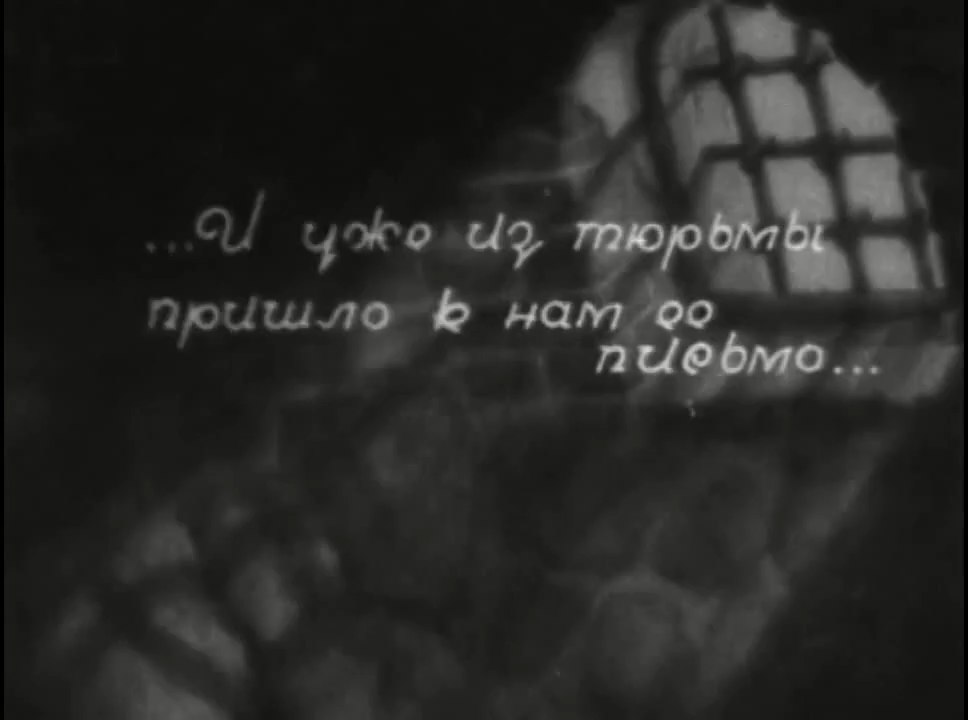 ...И уже из тюрьмы
пришло к нам ее
письмо...